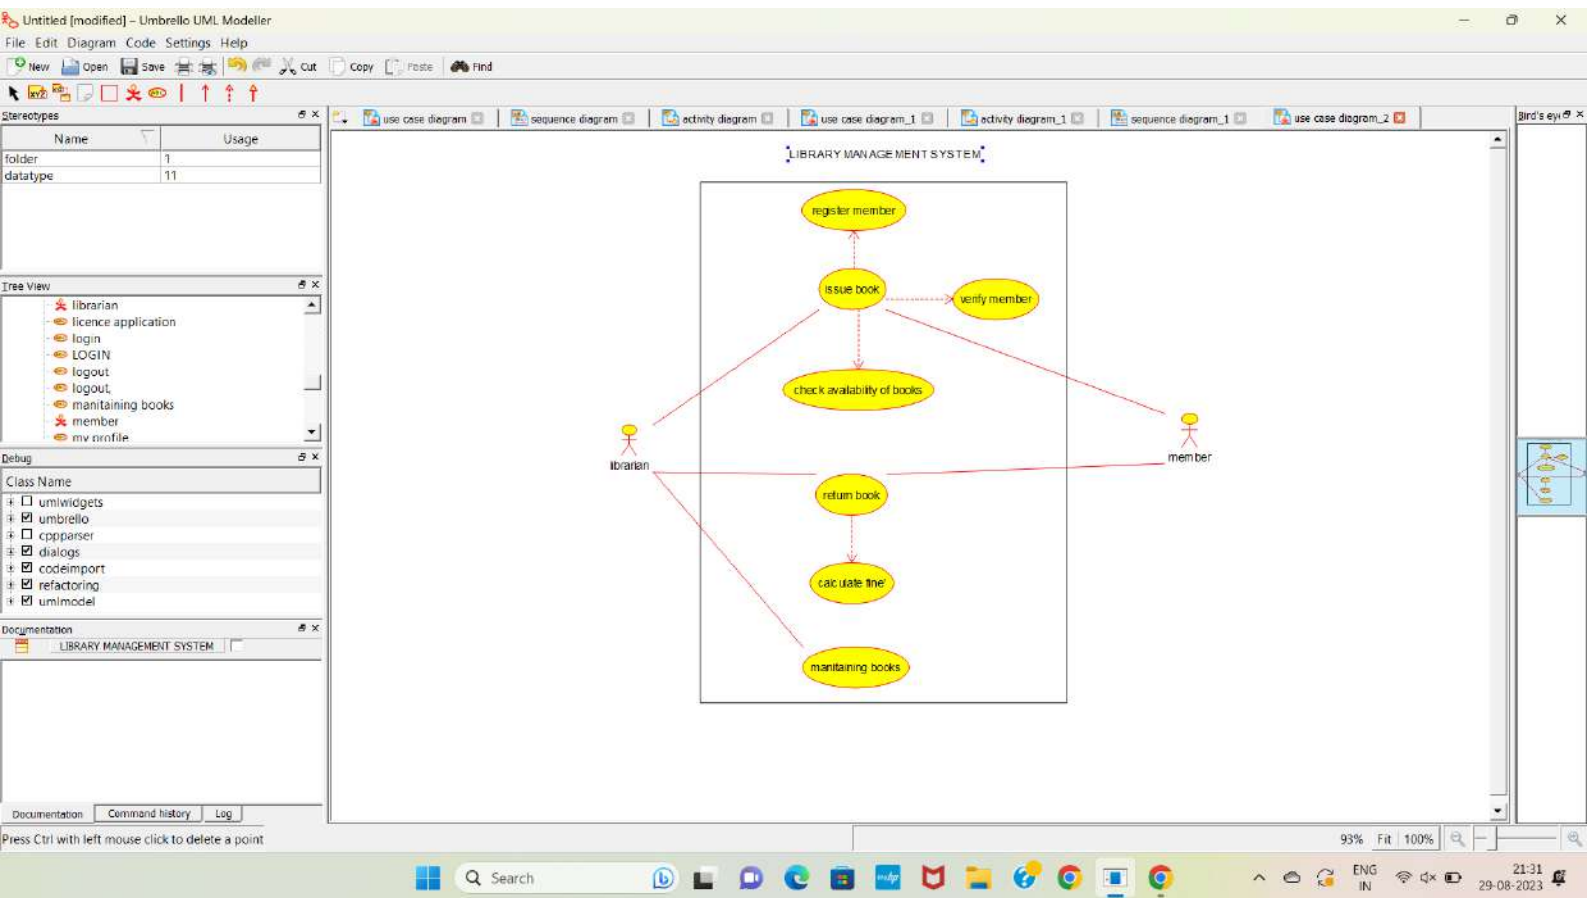 Untitled [modified] – Umbrello UML Modeller
File Edit Diagram Code Settings Help
New Open Save Cut Copy Paste Find
Stereotypes
Name Usage
folder 1
datatype 11
Tree View
librarian
licence application
login
LOGIN
logout
logout,
manitaining books
member
my profile
Debug
Class Name
umlwidgets
umbrello
cppparser
dialogs
codeimport
refactoring
umlmodel
Documentation
LIBRARY MANAGEMENT SYSTEM
Documentation Command history Log
Press Ctrl with left mouse click to delete a point
use case diagram sequence diagram activity diagram use case diagram_1 activity diagram_1 sequence diagram_1 use case diagram_2
LIBRARY MANAGEMENT SYSTEM
register member
issue book
verify member
check availability of books
librarian
member
return book
calculate fine'
manitaining books
Bird's eye
93% Fit 100%
Search
ENG
IN
21:31
29-08-2023